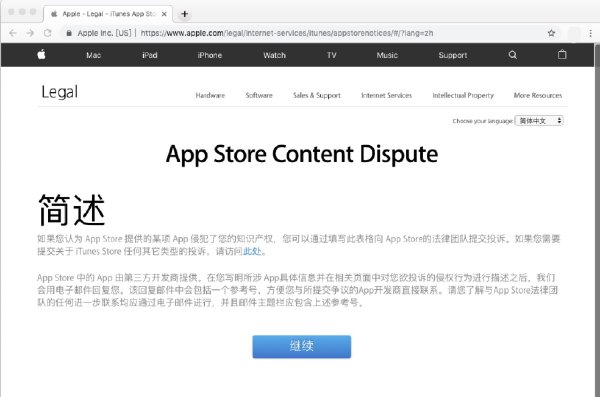 Apple - Legal - iTunes App Sto
Apple Inc. [US] | https://www.apple.com/legal/internet-services/itunes/appstorenotices/#/?lang=zh
Mac iPad iPhone Watch TV Music Support
Legal
Hardware Software Sales & Support Internet Services Intellectual Property More Resources
Choose your language: 简体中文
App Store Content Dispute
简述
如果您认为 App Store 提供的某项 App 侵犯了您的知识产权，您可以通过填写此表格向 App Store的法律团队提交投诉。如果您需要
提交关于 iTunes Store 任何其它类型的投诉，请访问此处。
App Store 中的 App 由第三方开发商提供。在您写明所涉 App具体信息并在相关页面中对您欲投诉的侵权行为进行描述之后，我们
会用电子邮件回复您。该回复邮件中会包括一个参考号，方便您与所提交争议的App开发商直接联系。请您了解与App Store法律团
队的任何进一步联系均应通过电子邮件进行，并且邮件主题栏应包含上述参考号。
继续